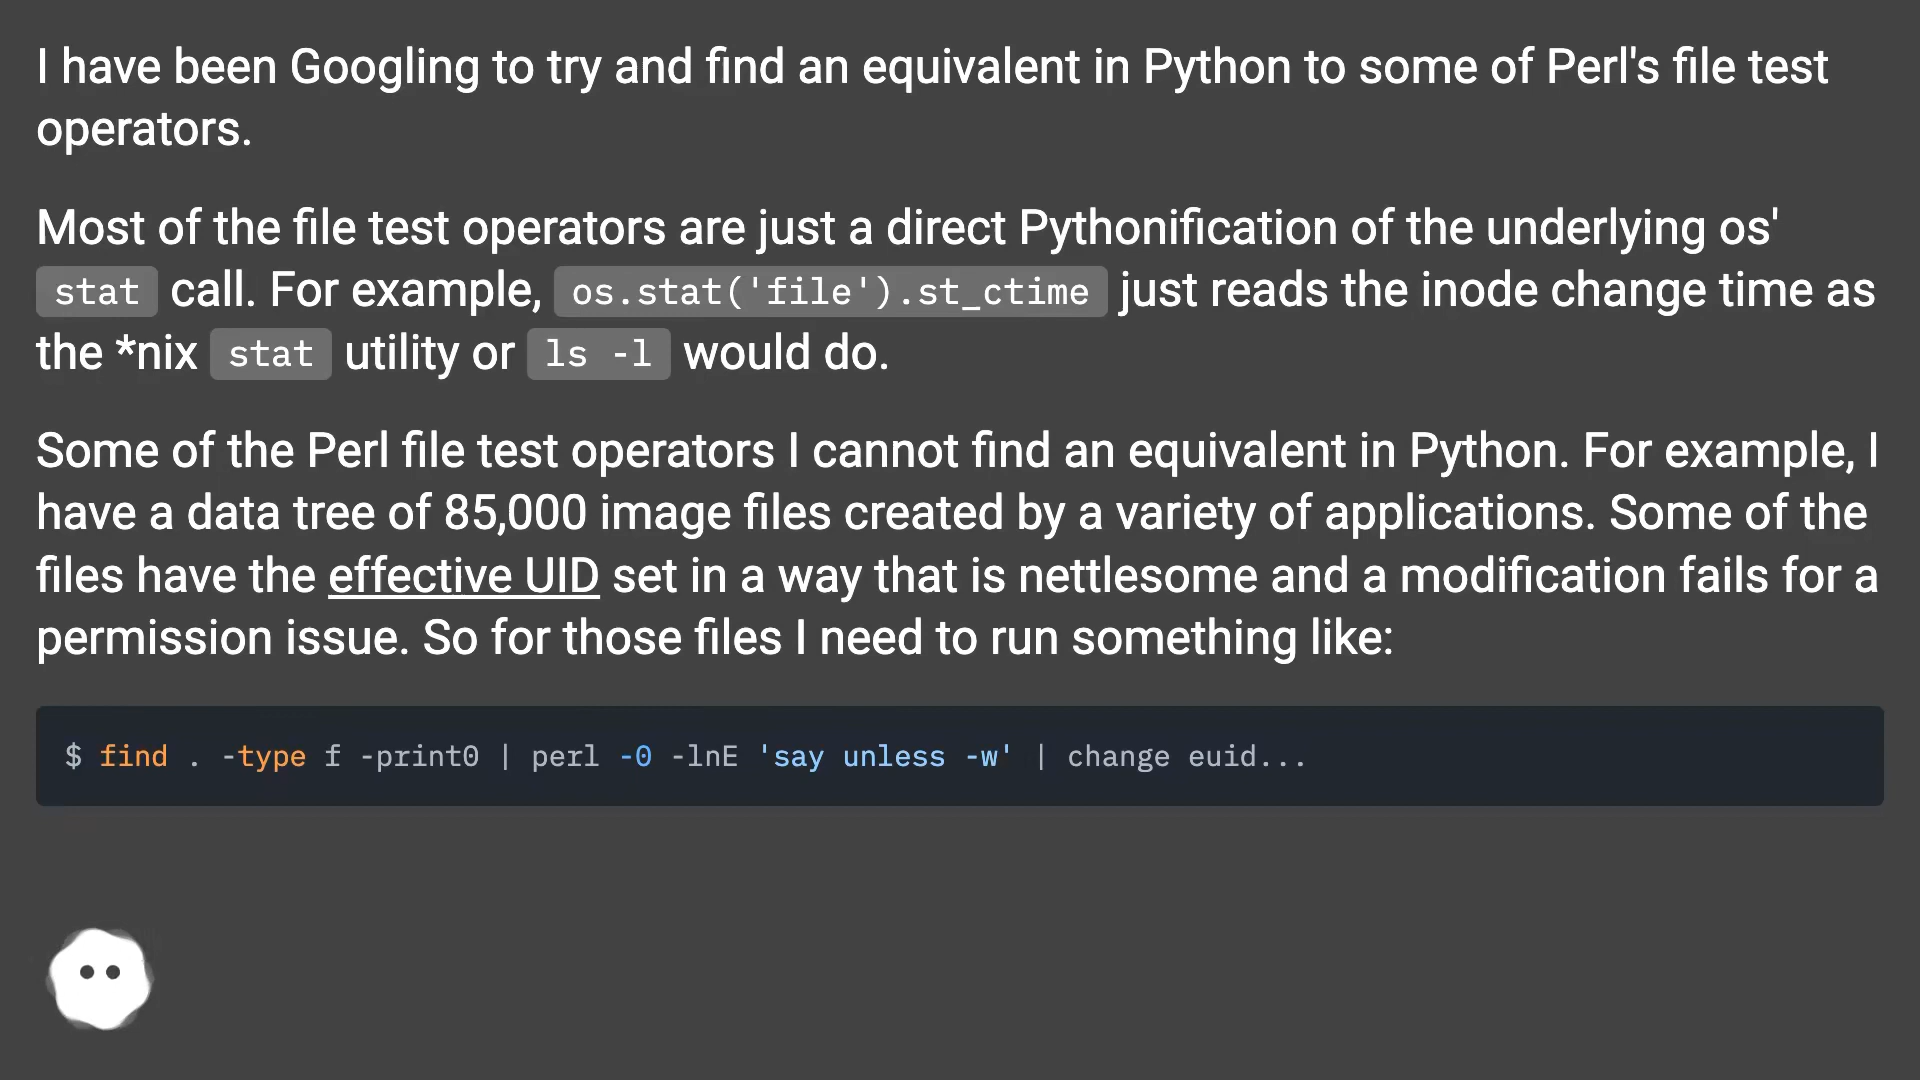 I have been Googling to try and find an equivalent in Python to some of Perl's file test
operators.
Most of the file test operators are just a direct Pythonification of the underlying os'
stat call. For example, os.stat('file').st_ctime just reads the inode change time as
the *nix stat utility or ls -l would do.
Some of the Perl file test operators I cannot find an equivalent in Python. For example, I
have a data tree of 85,000 image files created by a variety of applications. Some of the
files have the effective UID set in a way that is nettlesome and a modification fails for a
permission issue. So for those files I need to run something like:
$ find . -type f -print0 | perl -0 -lnE 'say unless -w' | change euid...